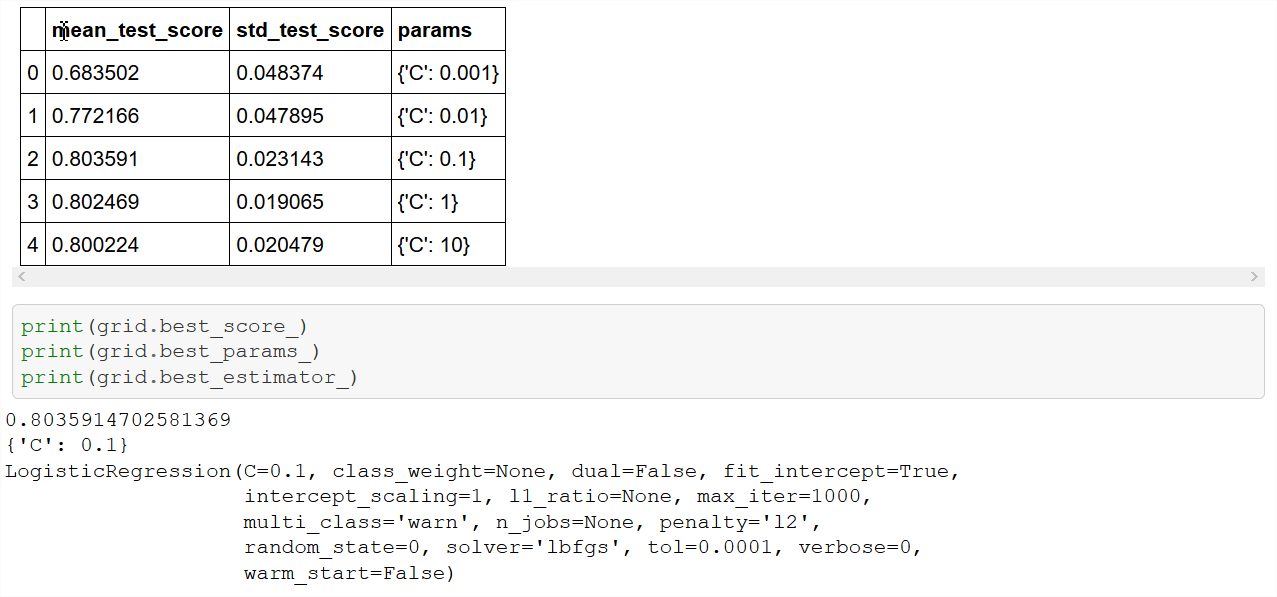 mean_test_score std_test_score params
0 0.683502 0.048374 {'C': 0.001}
1 0.772166 0.047895 {'C': 0.01}
2 0.803591 0.023143 {'C': 0.1}
3 0.802469 0.019065 {'C': 1}
4 0.800224 0.020479 {'C': 10}
print(grid.best_score_)
print(grid.best_params_)
print(grid.best_estimator_)
0.8035914702581369
{'C': 0.1}
LogisticRegression(C=0.1, class_weight=None, dual=False, fit_intercept=True,
intercept_scaling=1, l1_ratio=None, max_iter=1000,
multi_class='warn', n_jobs=None, penalty='l2',
random_state=0, solver='lbfgs', tol=0.0001, verbose=0,
warm_start=False)